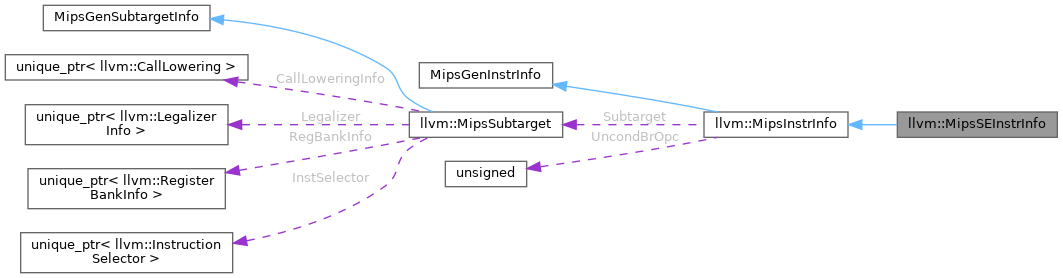 MipsGenSubtargetInfo
unique_ptr< llvm::CallLowering >
CallLoweringInfo
MipsGenInstrInfo
unique_ptr< llvm::Legalizer
Info >
Legalizer
RegBankInfo
llvm::MipsSubtarget
Subtarget
UncondBrOpc
llvm::MipsInstrInfo
llvm::MipsSEInstrInfo
unsigned
unique_ptr< llvm::Register
BankInfo >
InstSelector
unique_ptr< llvm::Instruction
Selector >